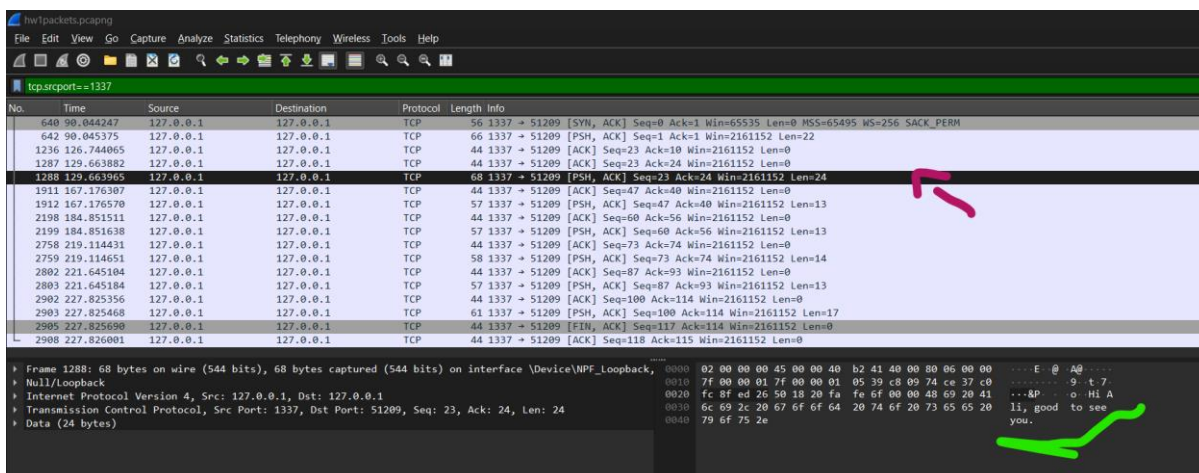 hw1packets.pcapng
File Edit View Go Capture Analyze Statistics Telephony Wireless Tools Help
tcp.srcport==1337
No. Time Source Destination Protocol Length Info
640 90.044247 127.0.0.1 127.0.0.1 TCP 56 1337 → 51209 [SYN, ACK] Seq=0 Ack=1 Win=65535 Len=0 MSS=65495 WS=256 SACK_PERM
642 90.045375 127.0.0.1 127.0.0.1 TCP 66 1337 → 51209 [PSH, ACK] Seq=1 Ack=1 Win=2161152 Len=22
1236 126.744065 127.0.0.1 127.0.0.1 TCP 44 1337 → 51209 [ACK] Seq=23 Ack=10 Win=2161152 Len=0
1287 129.663882 127.0.0.1 127.0.0.1 TCP 44 1337 → 51209 [ACK] Seq=23 Ack=24 Win=2161152 Len=0
1288 129.663965 127.0.0.1 127.0.0.1 TCP 68 1337 → 51209 [PSH, ACK] Seq=23 Ack=24 Win=2161152 Len=24
1911 167.176307 127.0.0.1 127.0.0.1 TCP 44 1337 → 51209 [ACK] Seq=47 Ack=40 Win=2161152 Len=0
1912 167.176570 127.0.0.1 127.0.0.1 TCP 57 1337 → 51209 [PSH, ACK] Seq=47 Ack=40 Win=2161152 Len=13
2198 184.851511 127.0.0.1 127.0.0.1 TCP 44 1337 → 51209 [ACK] Seq=60 Ack=56 Win=2161152 Len=0
2199 184.851638 127.0.0.1 127.0.0.1 TCP 57 1337 → 51209 [PSH, ACK] Seq=60 Ack=56 Win=2161152 Len=13
2758 219.114431 127.0.0.1 127.0.0.1 TCP 44 1337 → 51209 [ACK] Seq=73 Ack=74 Win=2161152 Len=0
2759 219.114651 127.0.0.1 127.0.0.1 TCP 58 1337 → 51209 [PSH, ACK] Seq=73 Ack=74 Win=2161152 Len=14
2802 221.645104 127.0.0.1 127.0.0.1 TCP 44 1337 → 51209 [ACK] Seq=87 Ack=93 Win=2161152 Len=0
2803 221.645184 127.0.0.1 127.0.0.1 TCP 57 1337 → 51209 [PSH, ACK] Seq=87 Ack=93 Win=2161152 Len=13
2902 227.825356 127.0.0.1 127.0.0.1 TCP 44 1337 → 51209 [ACK] Seq=100 Ack=114 Win=2161152 Len=0
2903 227.825468 127.0.0.1 127.0.0.1 TCP 61 1337 → 51209 [PSH, ACK] Seq=100 Ack=114 Win=2161152 Len=17
2905 227.825690 127.0.0.1 127.0.0.1 TCP 44 1337 → 51209 [FIN, ACK] Seq=117 Ack=114 Win=2161152 Len=0
2908 227.826001 127.0.0.1 127.0.0.1 TCP 44 1337 → 51209 [ACK] Seq=118 Ack=115 Win=2161152 Len=0
Frame 1288: 68 bytes on wire (544 bits), 68 bytes captured (544 bits) on interface \Device\NPF_Loopback,
Null/Loopback
Internet Protocol Version 4, Src: 127.0.0.1, Dst: 127.0.0.1
Transmission Control Protocol, Src Port: 1337, Dst Port: 51209, Seq: 23, Ack: 24, Len: 24
Data (24 bytes)
0000 02 00 00 00 45 00 00 40 b2 41 40 00 80 06 00 00 ····E··@ ·A@·····
0010 7f 00 00 01 7f 00 00 01 05 39 c8 09 74 ce 37 c0 ········ ·9··t·7·
0020 fc 8f ed 26 50 18 20 fa fe 6f 00 00 48 69 20 41 ···&P· · ·o··Hi A
0030 6c 69 2c 20 67 6f 6f 64 20 74 6f 20 73 65 65 20 li, good to see
0040 79 6f 75 2e you.